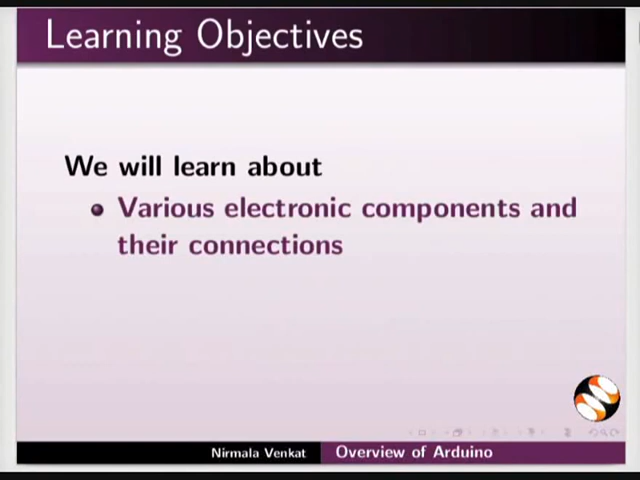 Learning Objectives
We will learn about
Various electronic components and
their connections
Nirmala Venkat
Overview of Arduino